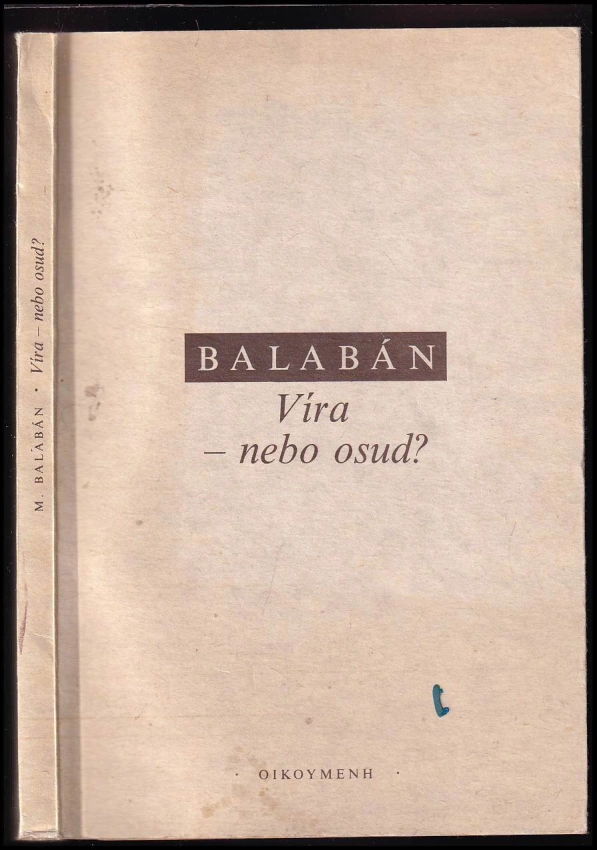 M. BALABÁN · Víra – nebo osud?
BALABÁN
Víra
– nebo osud?
· OIKOYMENH ·